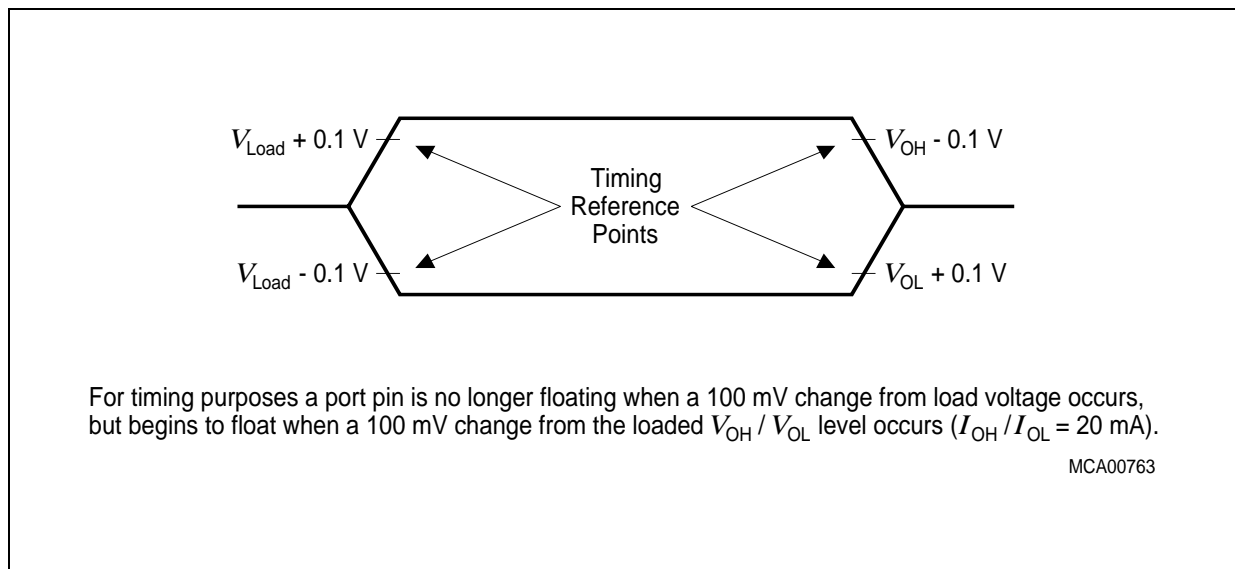 VLoad + 0.1 V
VOH - 0.1 V
Timing
Reference
Points
VLoad - 0.1 V
VOL + 0.1 V
For timing purposes a port pin is no longer floating when a 100 mV change from load voltage occurs,
but begins to float when a 100 mV change from the loaded VOH / VOL level occurs (IOH / IOL = 20 mA).
MCA00763